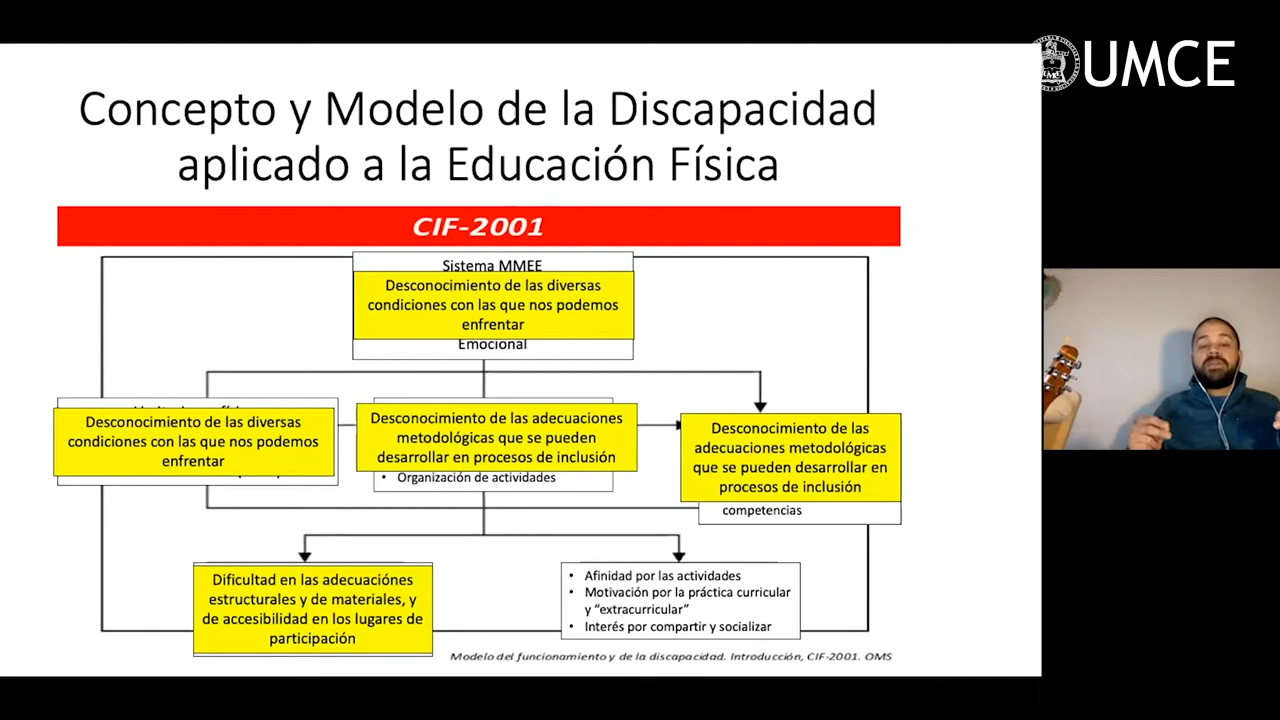 UMCE
Concepto y Modelo de la Discapacidad
aplicado a la Educación Física
CIF-2001
Sistema MMEE
Desconocimiento de las diversas
condiciones con las que nos podemos
enfrentar
Emocional
Desconocimiento de las diversas
condiciones con las que nos podemos
enfrentar
Desconocimiento de las adecuaciones
metodológicas que se pueden
desarrollar en procesos de inclusión
• Organización de actividades
Desconocimiento de las
adecuaciones metodológicas
que se pueden desarrollar en
procesos de inclusión
competencias
Dificultad en las adecuaciónes
estructurales y de materiales, y
de accesibilidad en los lugares de
participación
• Afinidad por las actividades
• Motivación por la práctica curricular
y “extracurricular”
• Interés por compartir y socializar
Modelo del funcionamiento y de la discapacidad. Introducción, CIF-2001. OMS